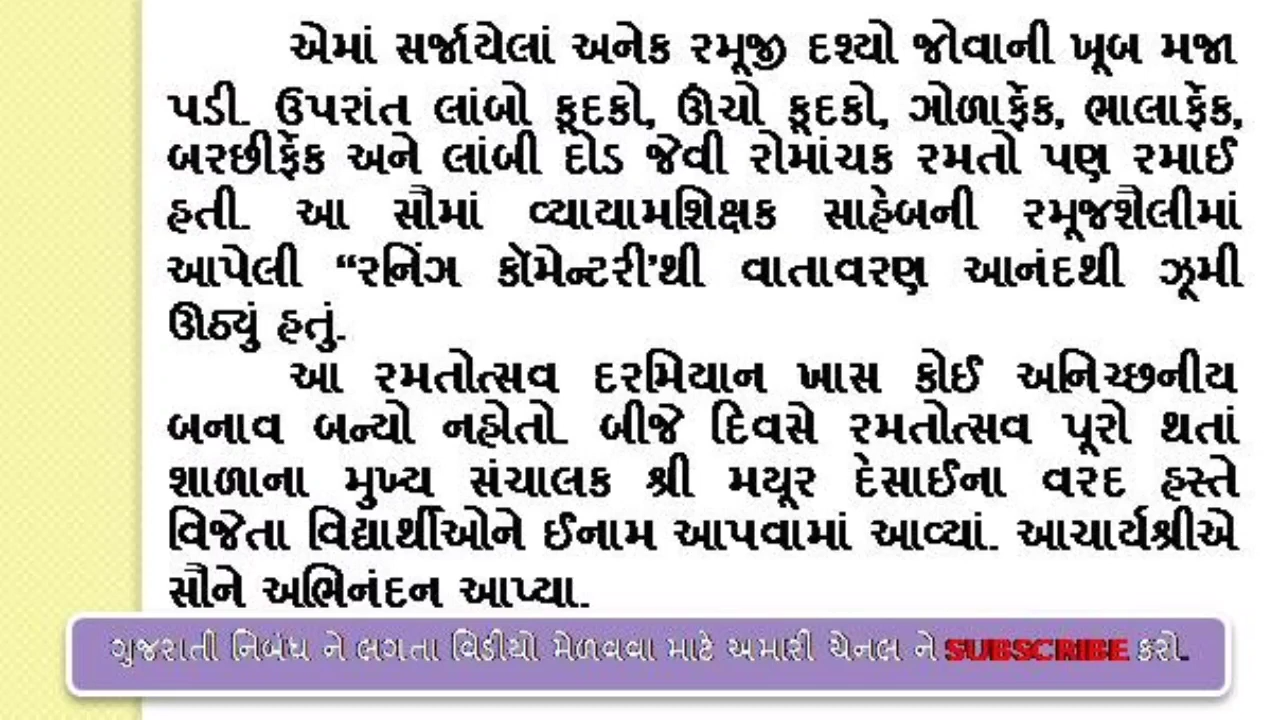 એમાં સર્જાયેલાં અનેક રમૂજી દશ્યો જોવાની ખૂબ મજા
પડી. ઉપરાંત લાંબો કૂદકો, ઊંચો કૂદકો, ગોળાફેંક, ભાલાફેંક,
બરછીફેંક અને લાંબી દોડ જેવી રોમાંચક રમતો પણ રમાઈ
હતી. આ સૌમાં વ્યાયામશિક્ષક સાહેબની રમૂજશૈલીમાં
આપેલી “રનિંગ કૉમેન્ટરી’થી વાતાવરણ આનંદથી ઝૂમી
ઊઠ્યું હતું.
આ રમતોત્સવ દરમિયાન ખાસ કોઈ અનિચ્છનીય
બનાવ બન્યો નહોતો. બીજે દિવસે રમતોત્સવ પૂરો થતાં
શાળાના મુખ્ય સંચાલક શ્રી મયૂર દેસાઈના વરદ હસ્તે
વિજેતા વિદ્યાર્થીઓને ઈનામ આપવામાં આવ્યાં. આચાર્યશ્રીએ
સૌને અભિનંદન આપ્યા.
ગુજરાતી નિબંધ ને લગતા વિડીયો મેળવવા માટે અમારી ચેનલ ને SUBSCRIBE કરો.